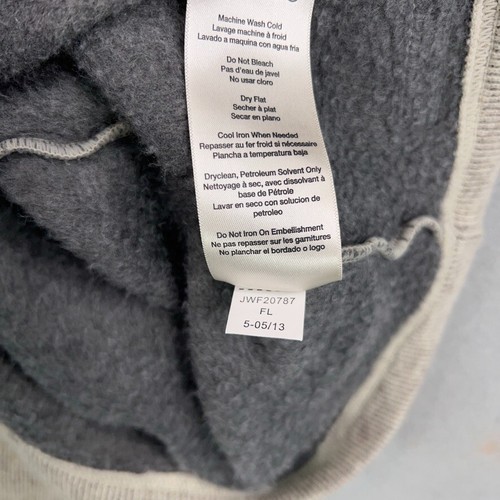 Machine Wash Cold
Lavage machine à froid
Lavado a maquina con agua fria
Do Not Bleach
Pas d'eau de javel
No usar cloro
Dry Flat
Secher à plat
Secar en plano
Cool Iron When Needed
Repasser au fer froid si nécessaire
Plancha a temperatura baja
Dryclean, Petroleum Solvent Only
Nettoyage à sec, avec dissolvant à
base de Pétrole
Lavar en seco con solucion de
petroleo
Do Not Iron On Embellishment
Ne pas repasser sur les garnitures
No planchar el bordado o logo
JWF20787
FL
5-05/13